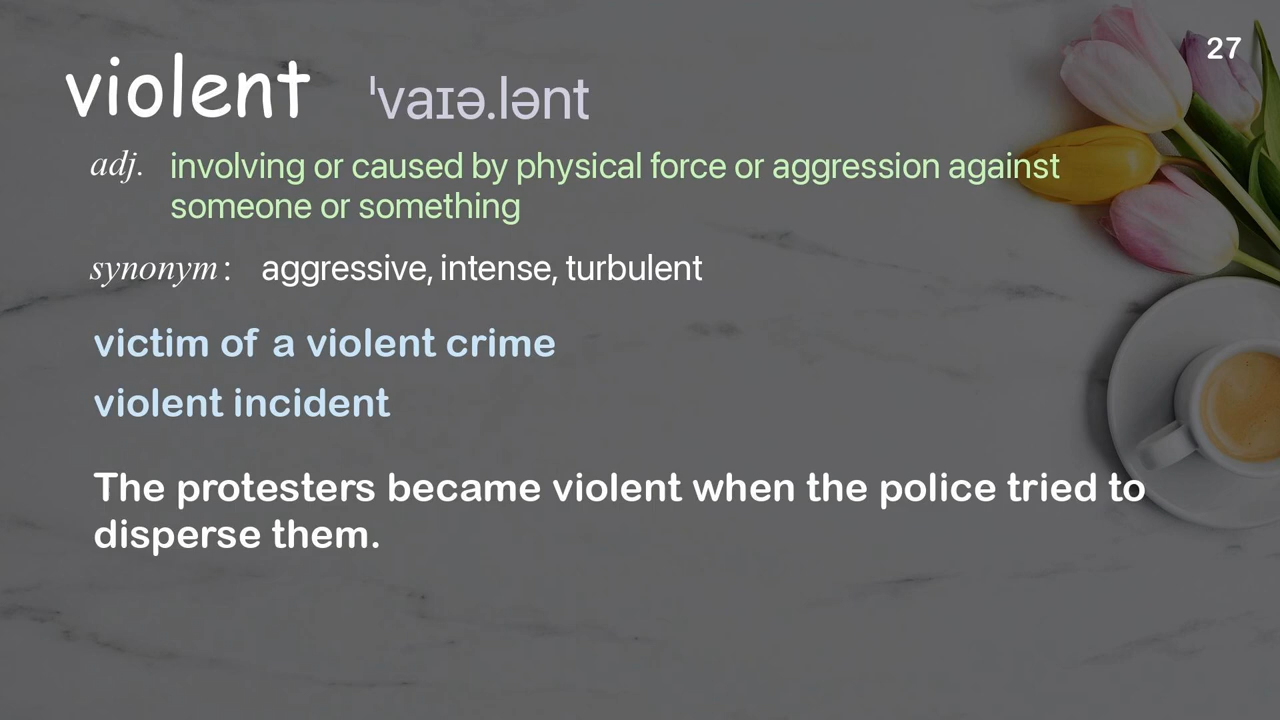 27
violent ˈvaɪə.lənt
adj. involving or caused by physical force or aggression against
someone or something
synonym: aggressive, intense, turbulent
victim of a violent crime
violent incident
The protesters became violent when the police tried to
disperse them.